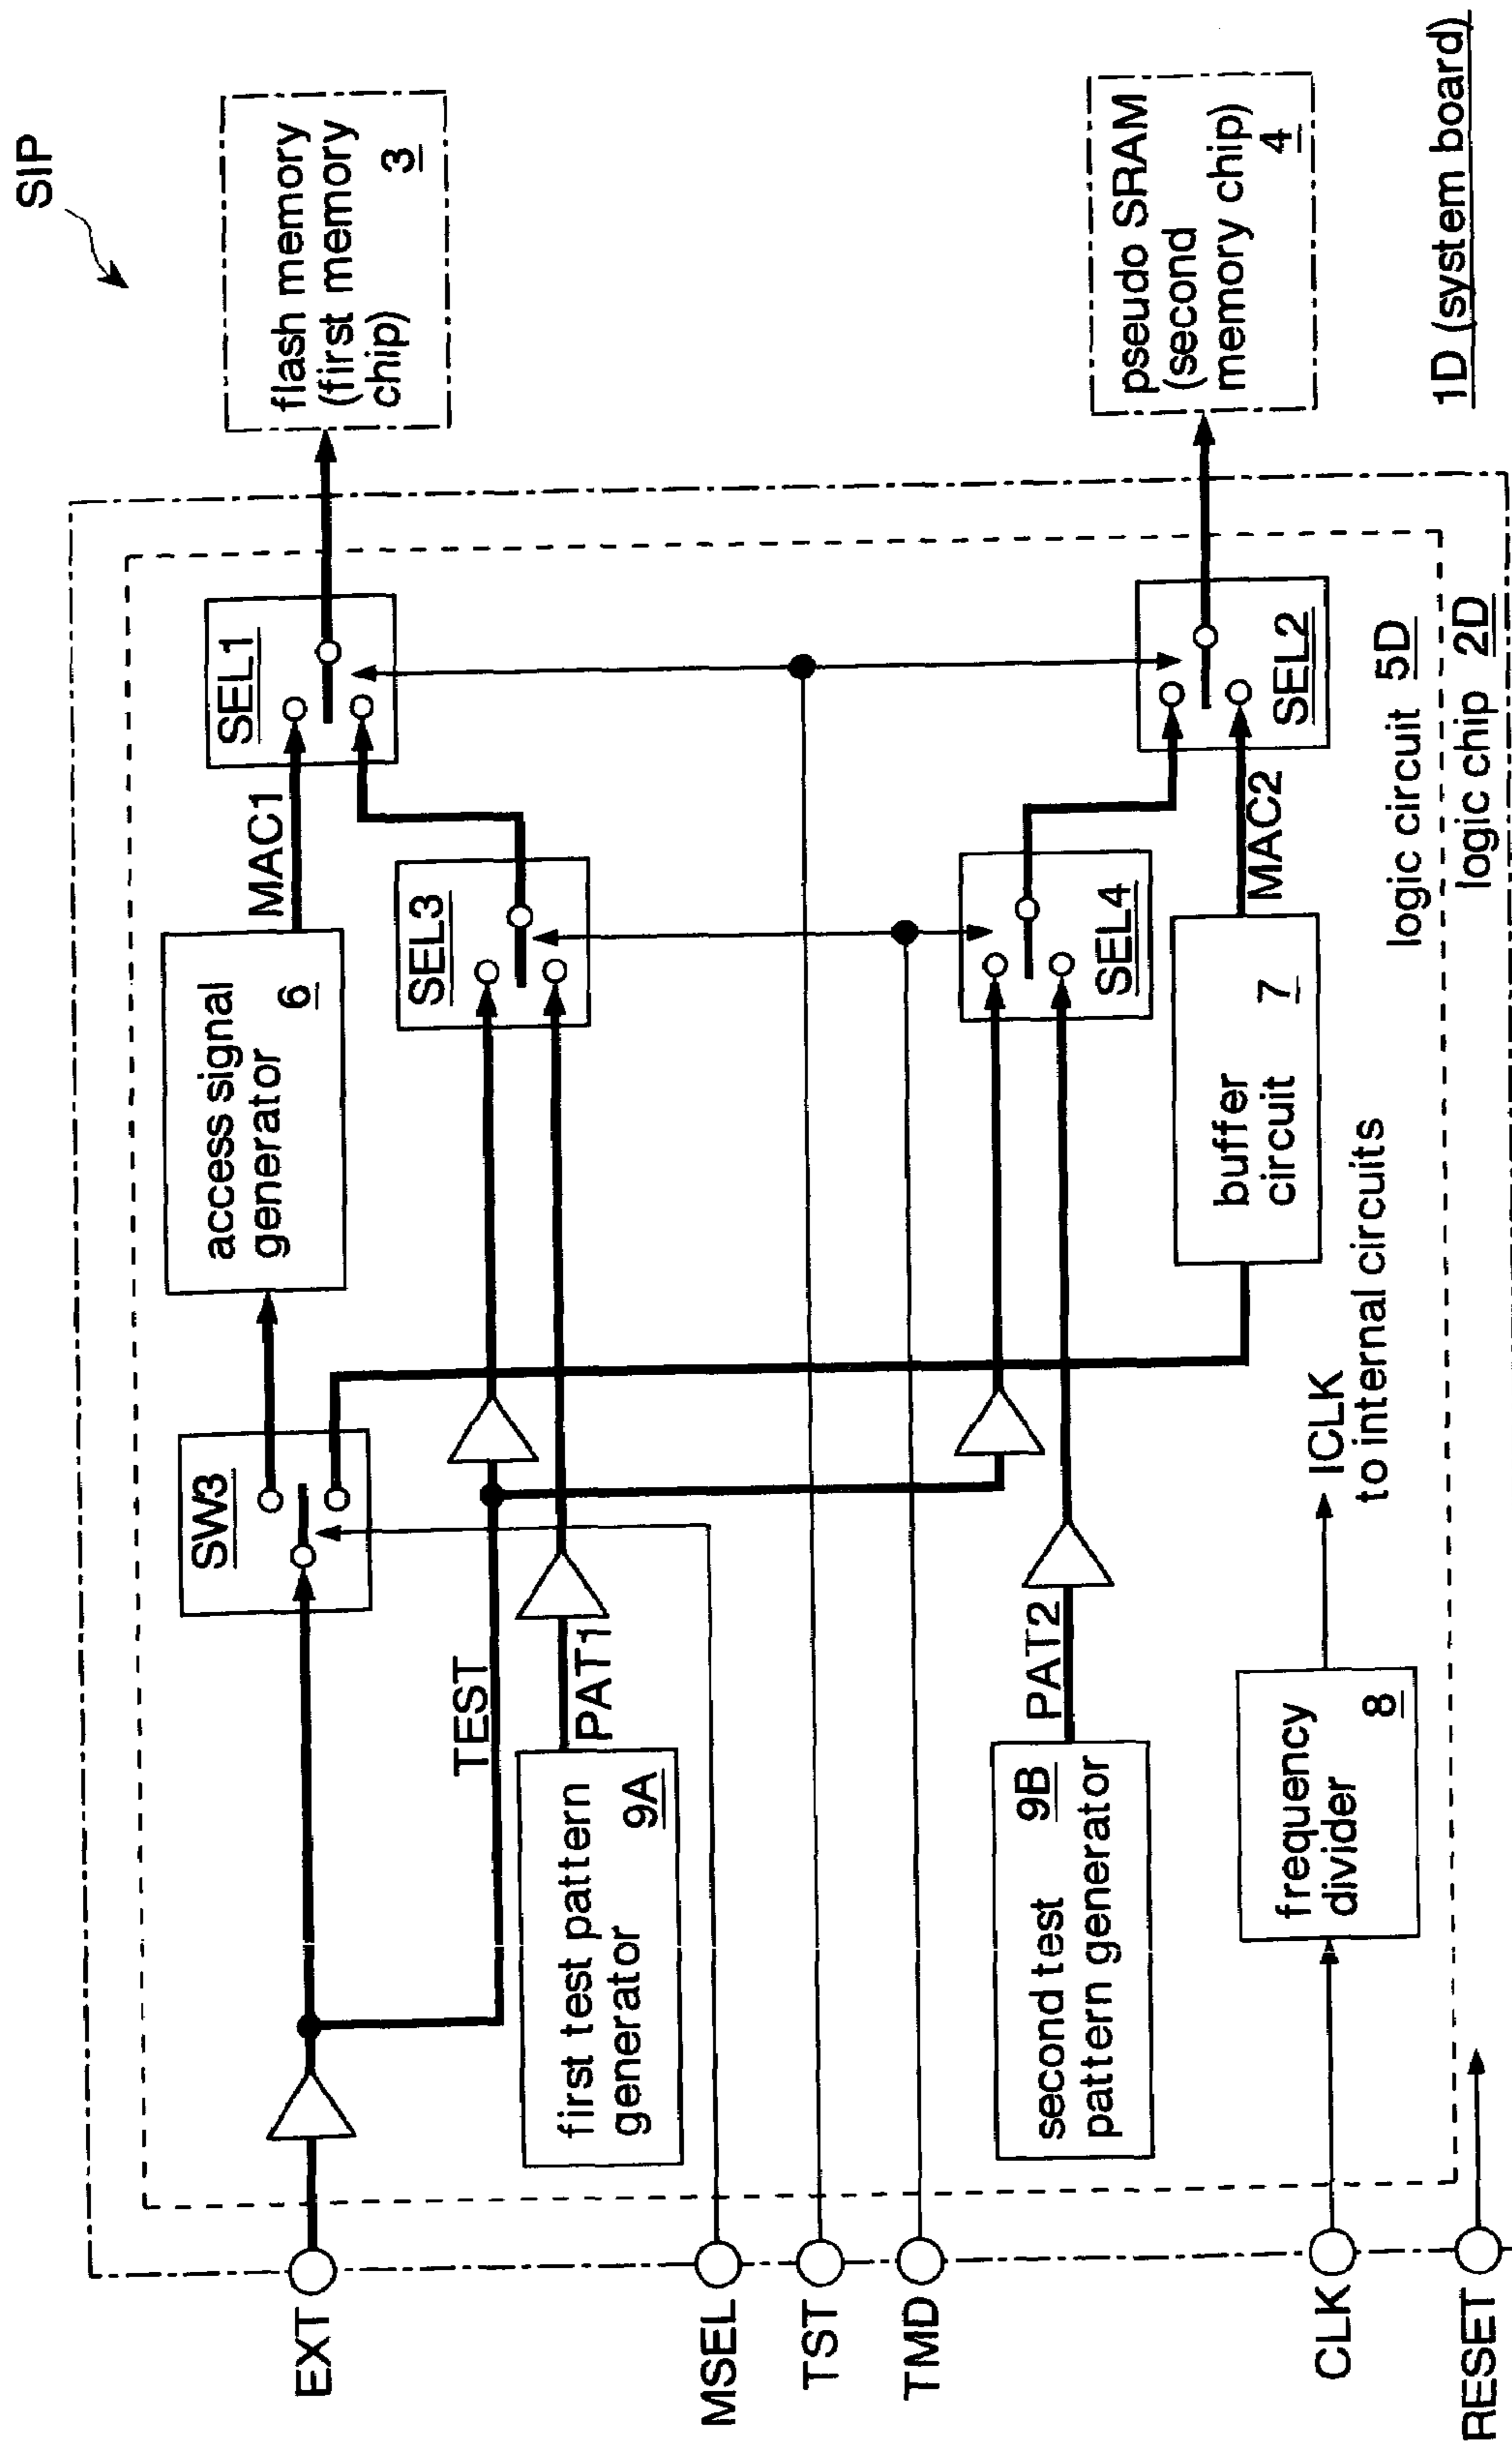 SIP
flash memory
(first memory
chip)
3
pseudo SRAM
(second
memory chip)
4
1D (system board)
SEL1
SEL2
MAC1
MAC2
SEL3
SEL4
logic circuit 5D
logic chip 2D
access signal
generator
6
buffer
circuit
7
SW3
TEST
PAT1
PAT2
ICLK
to internal circuits
first test pattern
generator
9A
second test
pattern generator
9B
frequency
divider
8
EXT
MSEL
TST
TMD
CLK
RESET